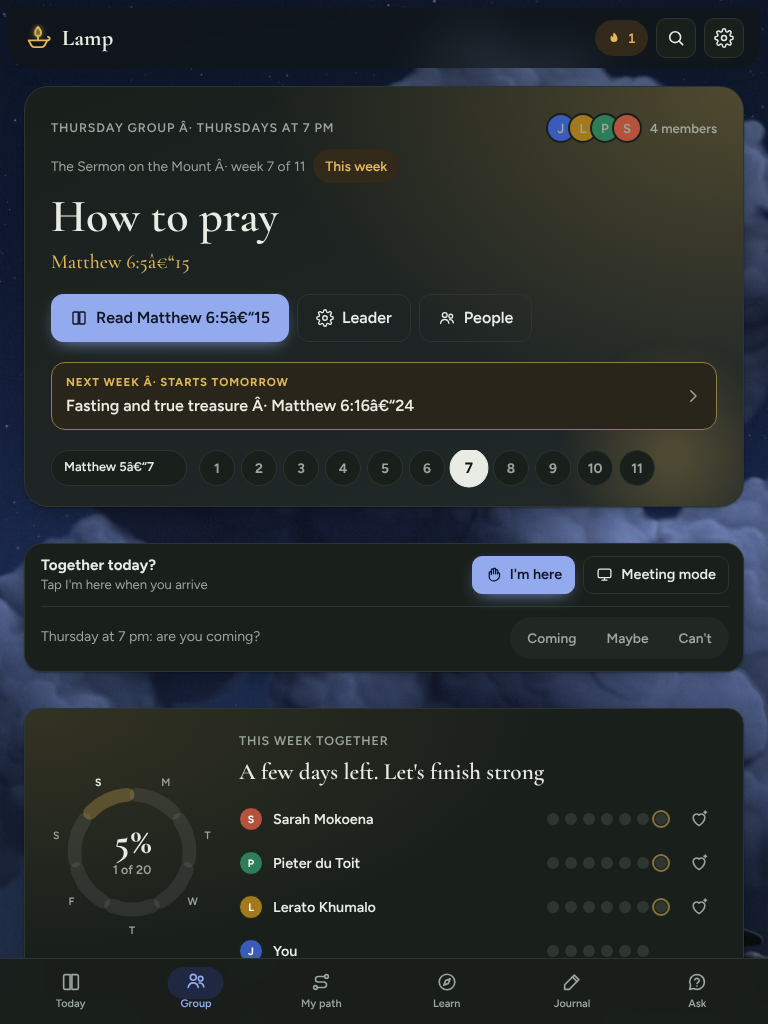 Lamp
1
THURSDAY GROUP Â· THURSDAYS AT 7 PM
J L P S 4 members
The Sermon on the Mount Â· week 7 of 11 This week
How to pray
Matthew 6:5â€“15
Read Matthew 6:5â€“15 Leader People
NEXT WEEK Â· STARTS TOMORROW
Fasting and true treasure Â· Matthew 6:16â€“24
Matthew 5â€“7 1 2 3 4 5 6 7 8 9 10 11
Together today?
Tap I'm here when you arrive
I'm here Meeting mode
Thursday at 7 pm: are you coming? Coming Maybe Can't
THIS WEEK TOGETHER
A few days left. Let's finish strong
S M
S T
5%
1 of 20
F W
T
S Sarah Mokoena
P Pieter du Toit
L Lerato Khumalo
J You
Today Group My path Learn Journal Ask